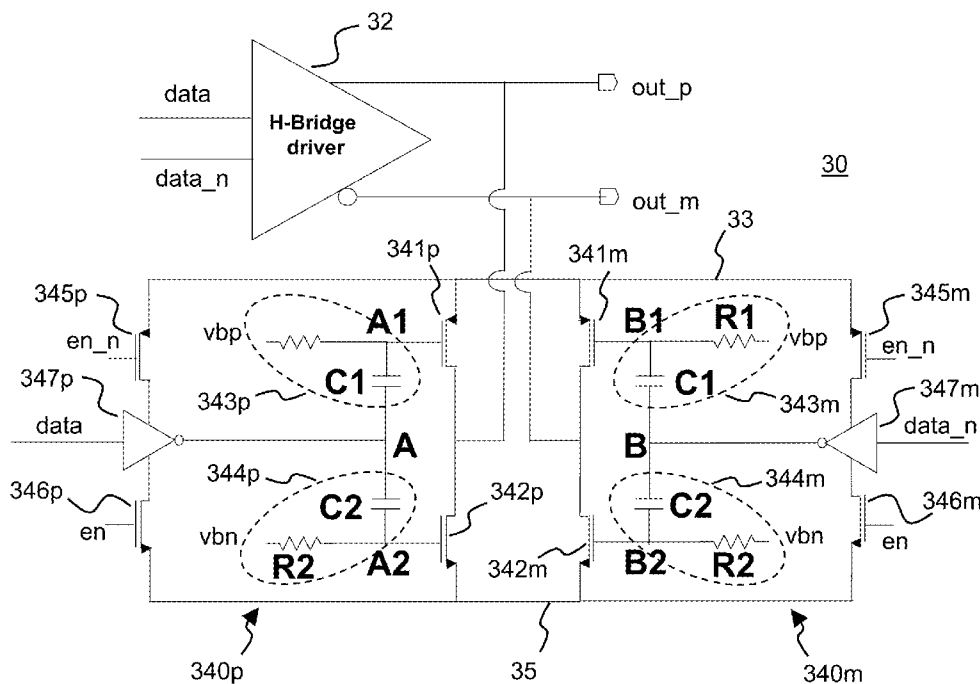 32
data
H-Bridge
driver
out_p
data_n
30
out_m
33
341p
341m
345p
345m
vbp
A1
B1
R1
vbp
en_n
en_n
347p
C1
C1
347m
343p
343m
data
A
B
data_n
344p
344m
346p
C2
342p
C2
346m
en
vbn
vbn
en
R2
A2
342m
B2
R2
340p
35
340m